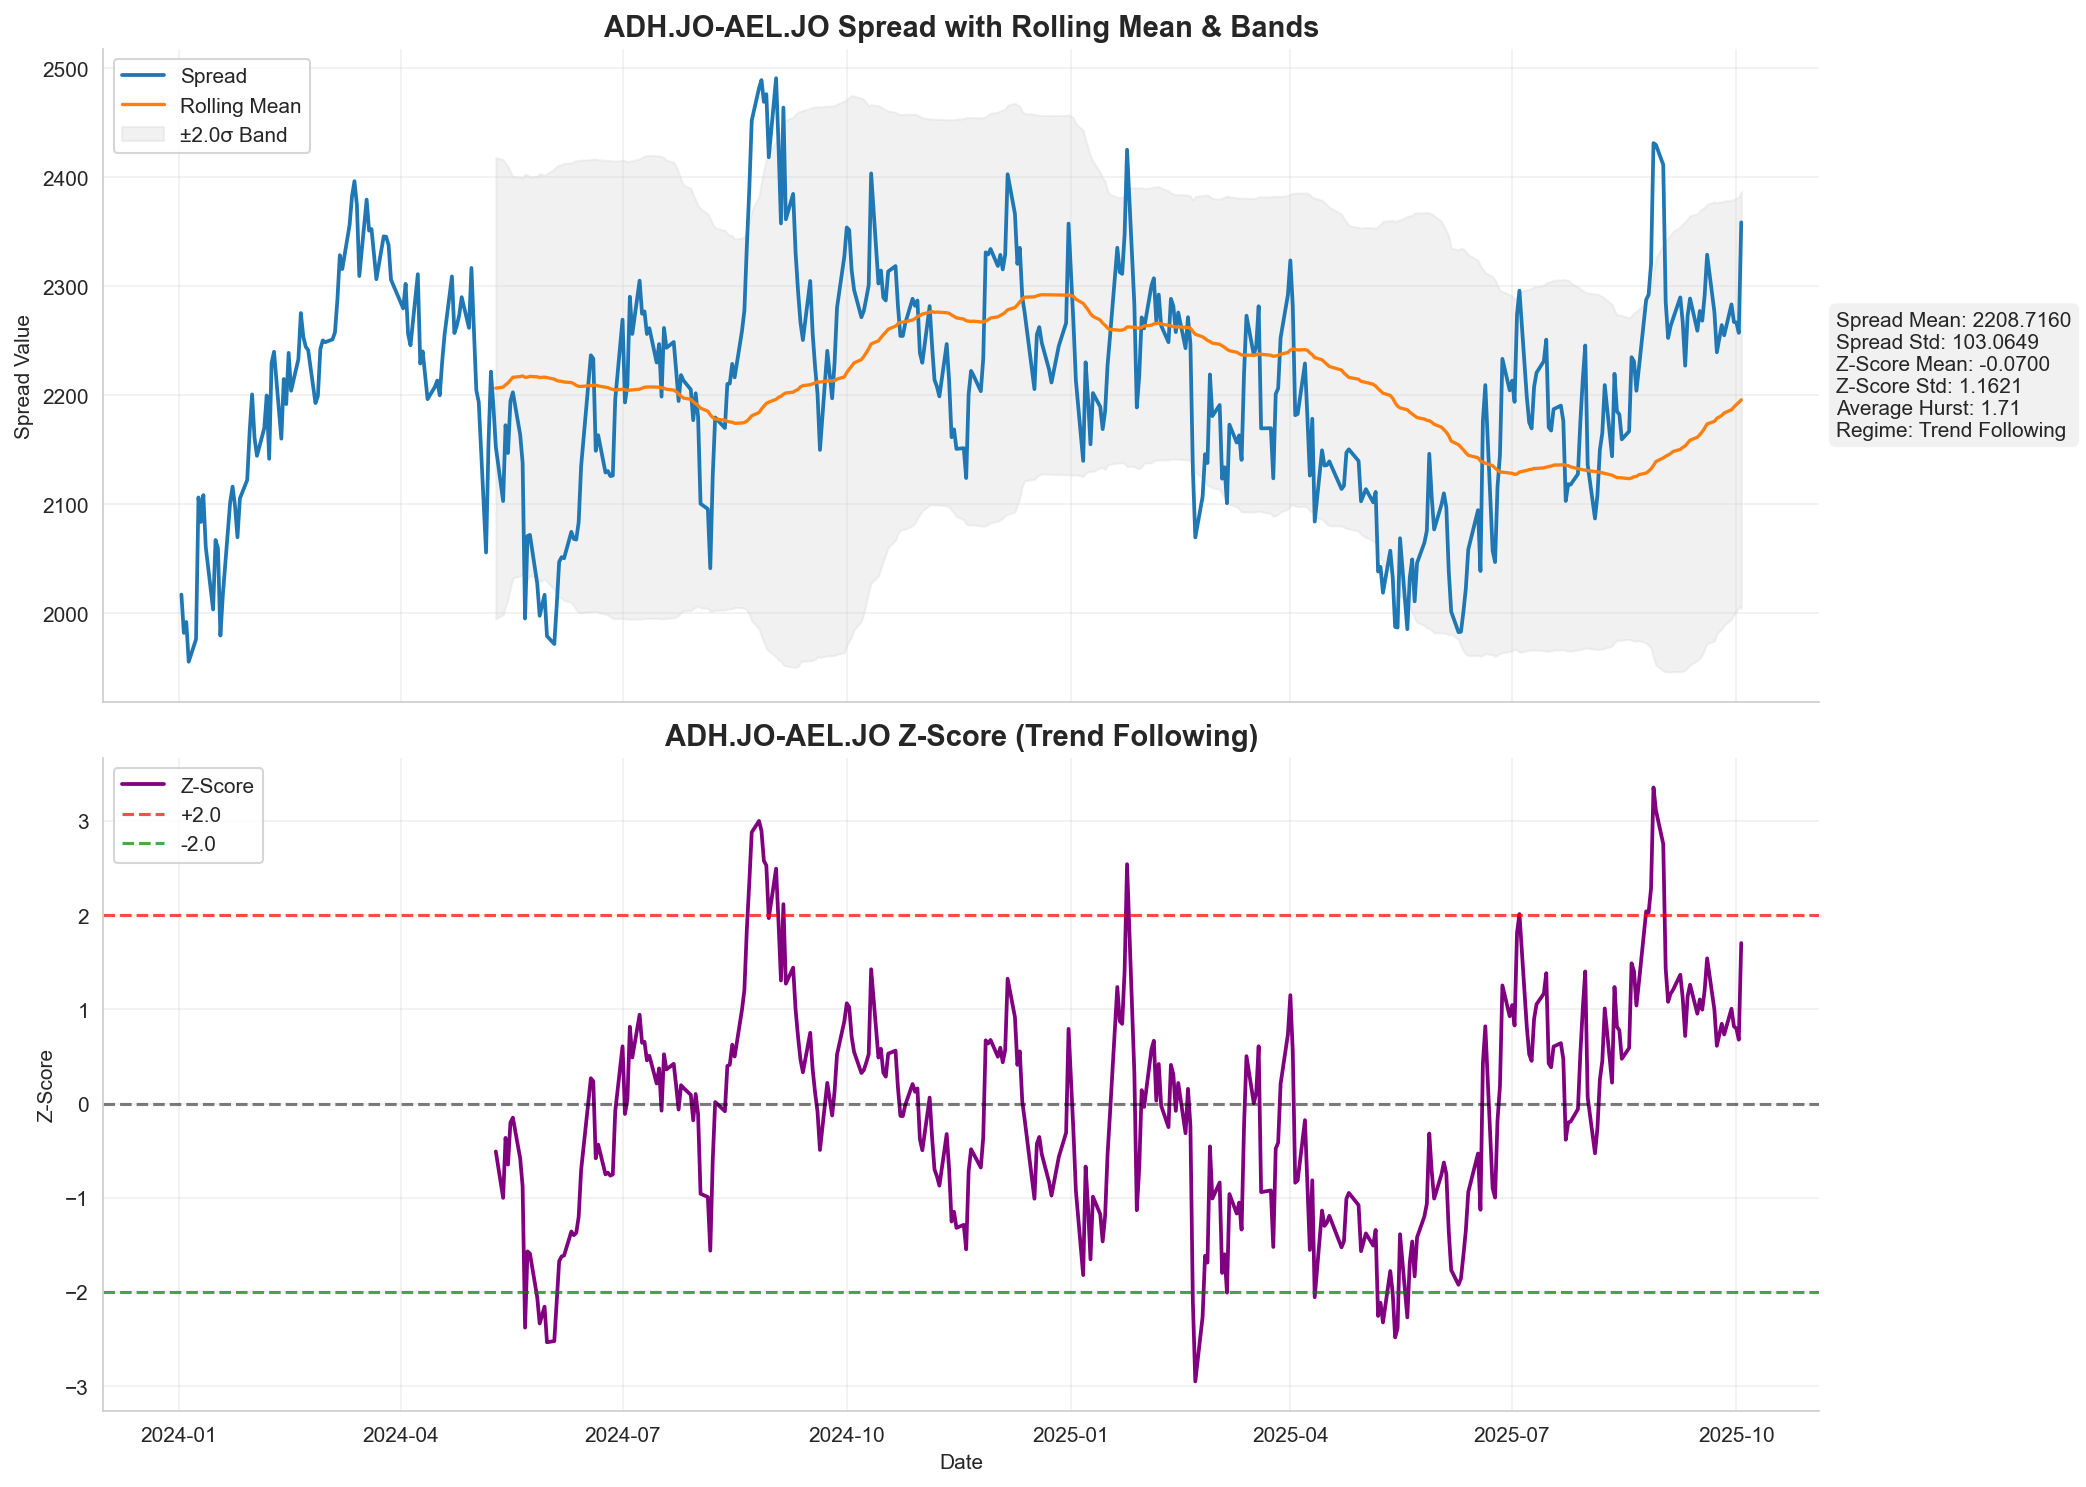 ADH.JO-AEL.JO Spread with Rolling Mean & Bands
2500
2400
2300
2200
2100
2000
Spread Value
Spread
Rolling Mean
±2.0σ Band
Spread Mean: 2208.7160
Spread Std: 103.0649
Z-Score Mean: -0.0700
Z-Score Std: 1.1621
Average Hurst: 1.71
Regime: Trend Following
ADH.JO-AEL.JO Z-Score (Trend Following)
3
2
1
0
−1
−2
−3
Z-Score
Z-Score
+2.0
-2.0
2024-01
2024-04
2024-07
2024-10
2025-01
2025-04
2025-07
2025-10
Date